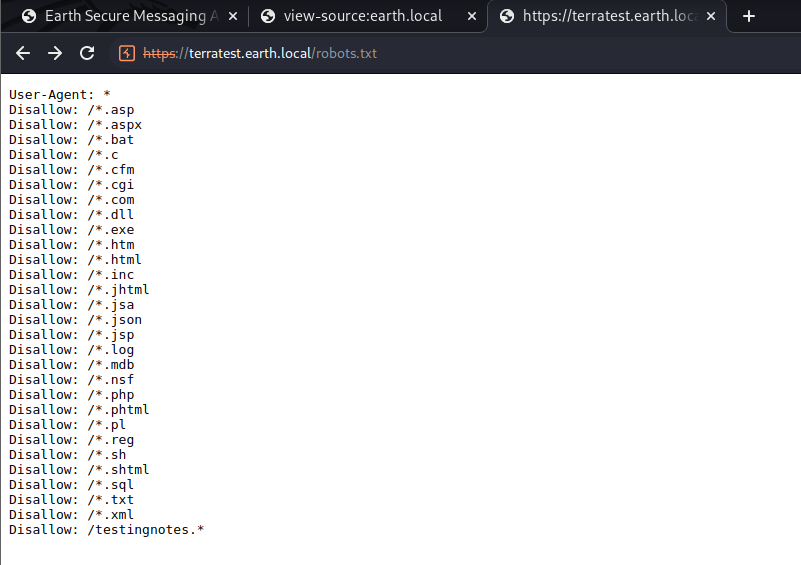 Earth Secure Messaging A
view-source:earth.local
https://terratest.earth.loca
https://terratest.earth.local/robots.txt
User-Agent: *
Disallow: /*.asp
Disallow: /*.aspx
Disallow: /*.bat
Disallow: /*.c
Disallow: /*.cfm
Disallow: /*.cgi
Disallow: /*.com
Disallow: /*.dll
Disallow: /*.exe
Disallow: /*.htm
Disallow: /*.html
Disallow: /*.inc
Disallow: /*.jhtml
Disallow: /*.jsa
Disallow: /*.json
Disallow: /*.jsp
Disallow: /*.log
Disallow: /*.mdb
Disallow: /*.nsf
Disallow: /*.php
Disallow: /*.phtml
Disallow: /*.pl
Disallow: /*.reg
Disallow: /*.sh
Disallow: /*.shtml
Disallow: /*.sql
Disallow: /*.txt
Disallow: /*.xml
Disallow: /testingnotes.*